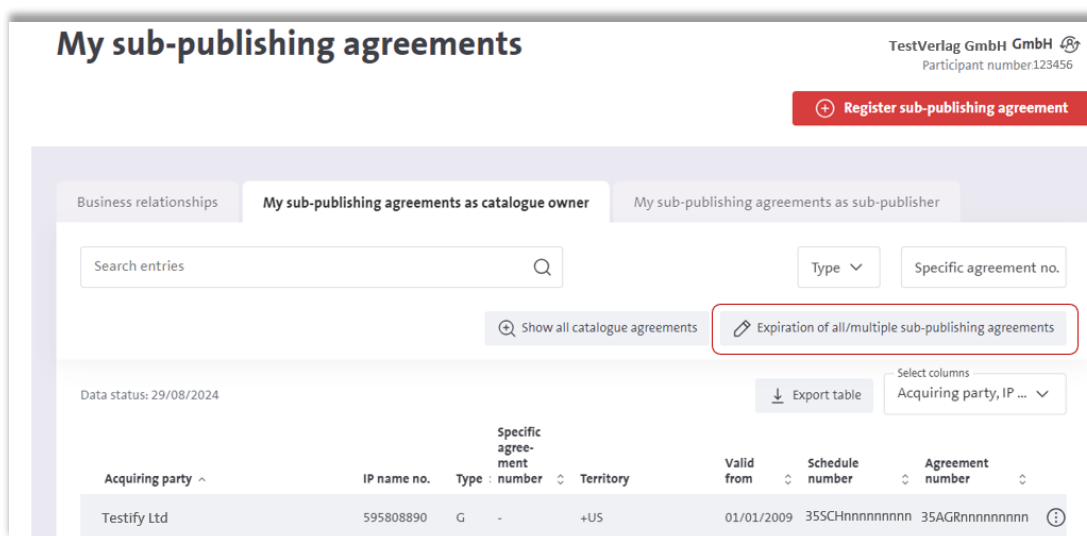 My sub-publishing agreements
TestVerlag GmbH GmbH
Participant number:123456
Register sub-publishing agreement
Business relationships
My sub-publishing agreements as catalogue owner
My sub-publishing agreements as sub-publisher
Search entries
Type
Specific agreement no.
Show all catalogue agreements
Expiration of all/multiple sub-publishing agreements
Data status: 29/08/2024
Export table
Select columns
Acquiring party, IP ...
Acquiring party
IP name no.
Type
Specific
agree-
ment
number
Territory
Valid
from
Schedule
number
Agreement
number
Testify Ltd
595808890
G
-
+US
01/01/2009
35SCHnnnnnnnnn
35AGRnnnnnnnnn